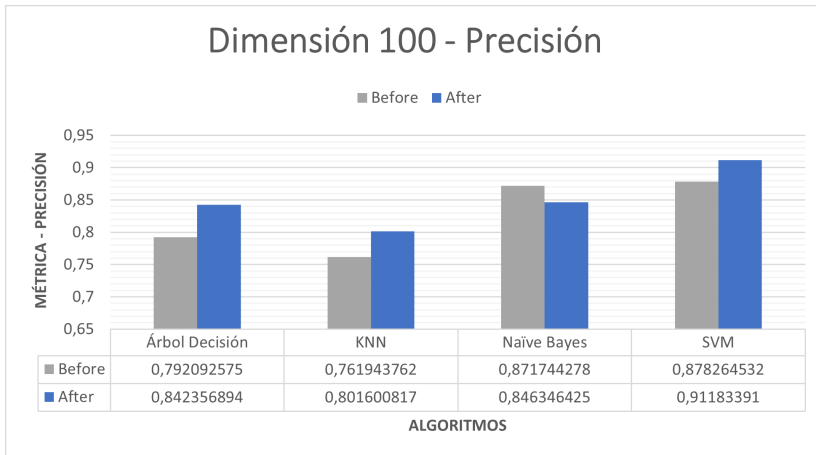 Dimensión 100 - Precisión
Before After
MÉTRICA - PRECISIÓN
0,95
0,9
0,85
0,8
0,75
0,7
0,65
Árbol Decisión KNN Naïve Bayes SVM
Before 0,792092575 0,761943762 0,871744278 0,878264532
After 0,842356894 0,801600817 0,846346425 0,91183391
ALGORITMOS